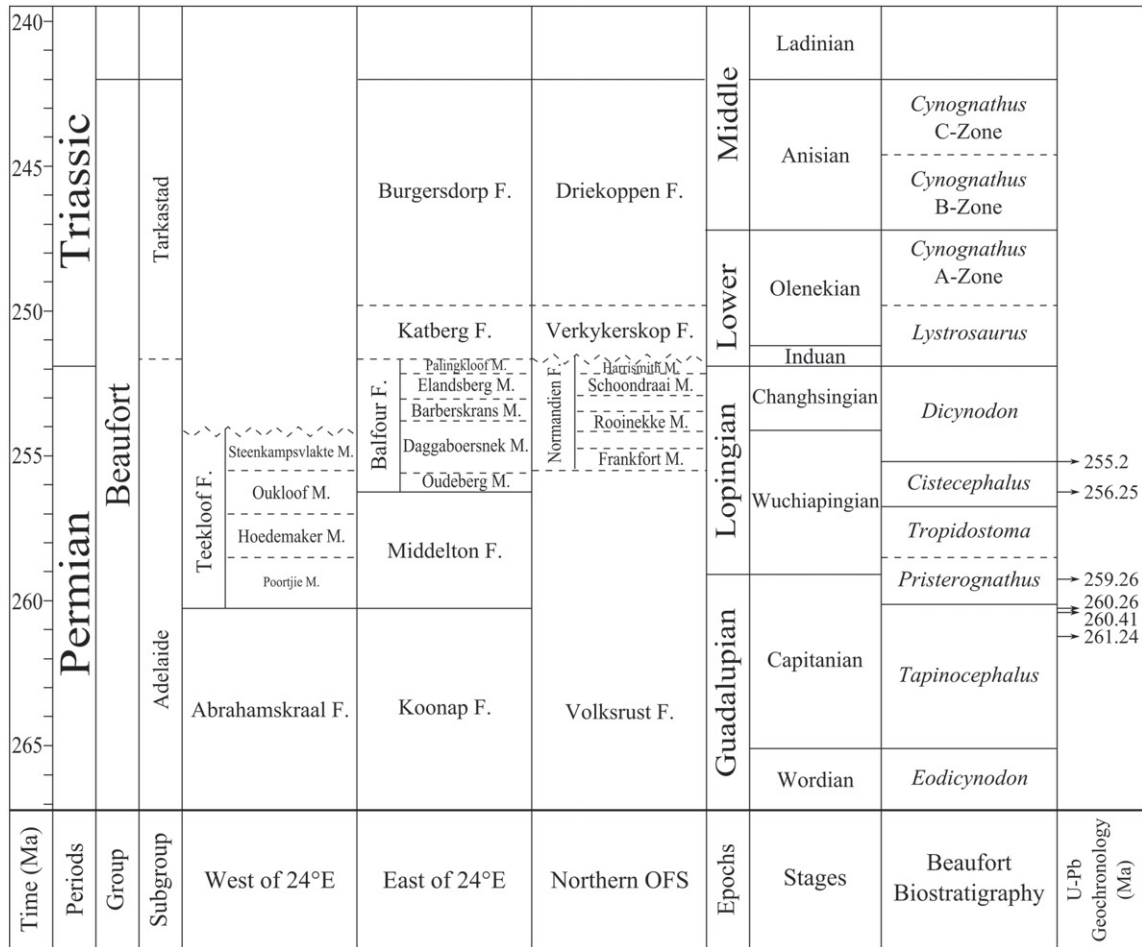 240
245
250
255
260
265
Time (Ma)
Triassic
Permian
Periods
Beaufort
Group
Tarkastad
Adelaide
Subgroup
Teekloof F.
Steenkampsvlakte M.
Oukloof M.
Hoedemaker M.
Poortjie M.
Abrahamskraal F.
West of 24°E
Burgersdorp F.
Katberg F.
Balfour F.
Palingkloof M.
Elandsberg M.
Barberskrans M.
Daggaboersnek M.
Oudeberg M.
Middelton F.
Koonap F.
East of 24°E
Driekoppen F.
Verkykerskop F.
Normandien F.
Harrismith M.
Schoondraai M.
Rooinekke M.
Frankfort M.
Volksrust F.
Northern OFS
Middle
Lower
Lopingian
Guadalupian
Epochs
Ladinian
Anisian
Olenekian
Induan
Changhsingian
Wuchiapingian
Capitanian
Wordian
Stages
Cynognathus
C-Zone
Cynognathus
B-Zone
Cynognathus
A-Zone
Lystrosaurus
Dicynodon
Cistecephalus
Tropidostoma
Pristerognathus
Tapinocephalus
Eodicynodon
Beaufort
Biostratigraphy
255.2
256.25
259.26
260.26
260.41
261.24
U-Pb
Geochronology
(Ma)